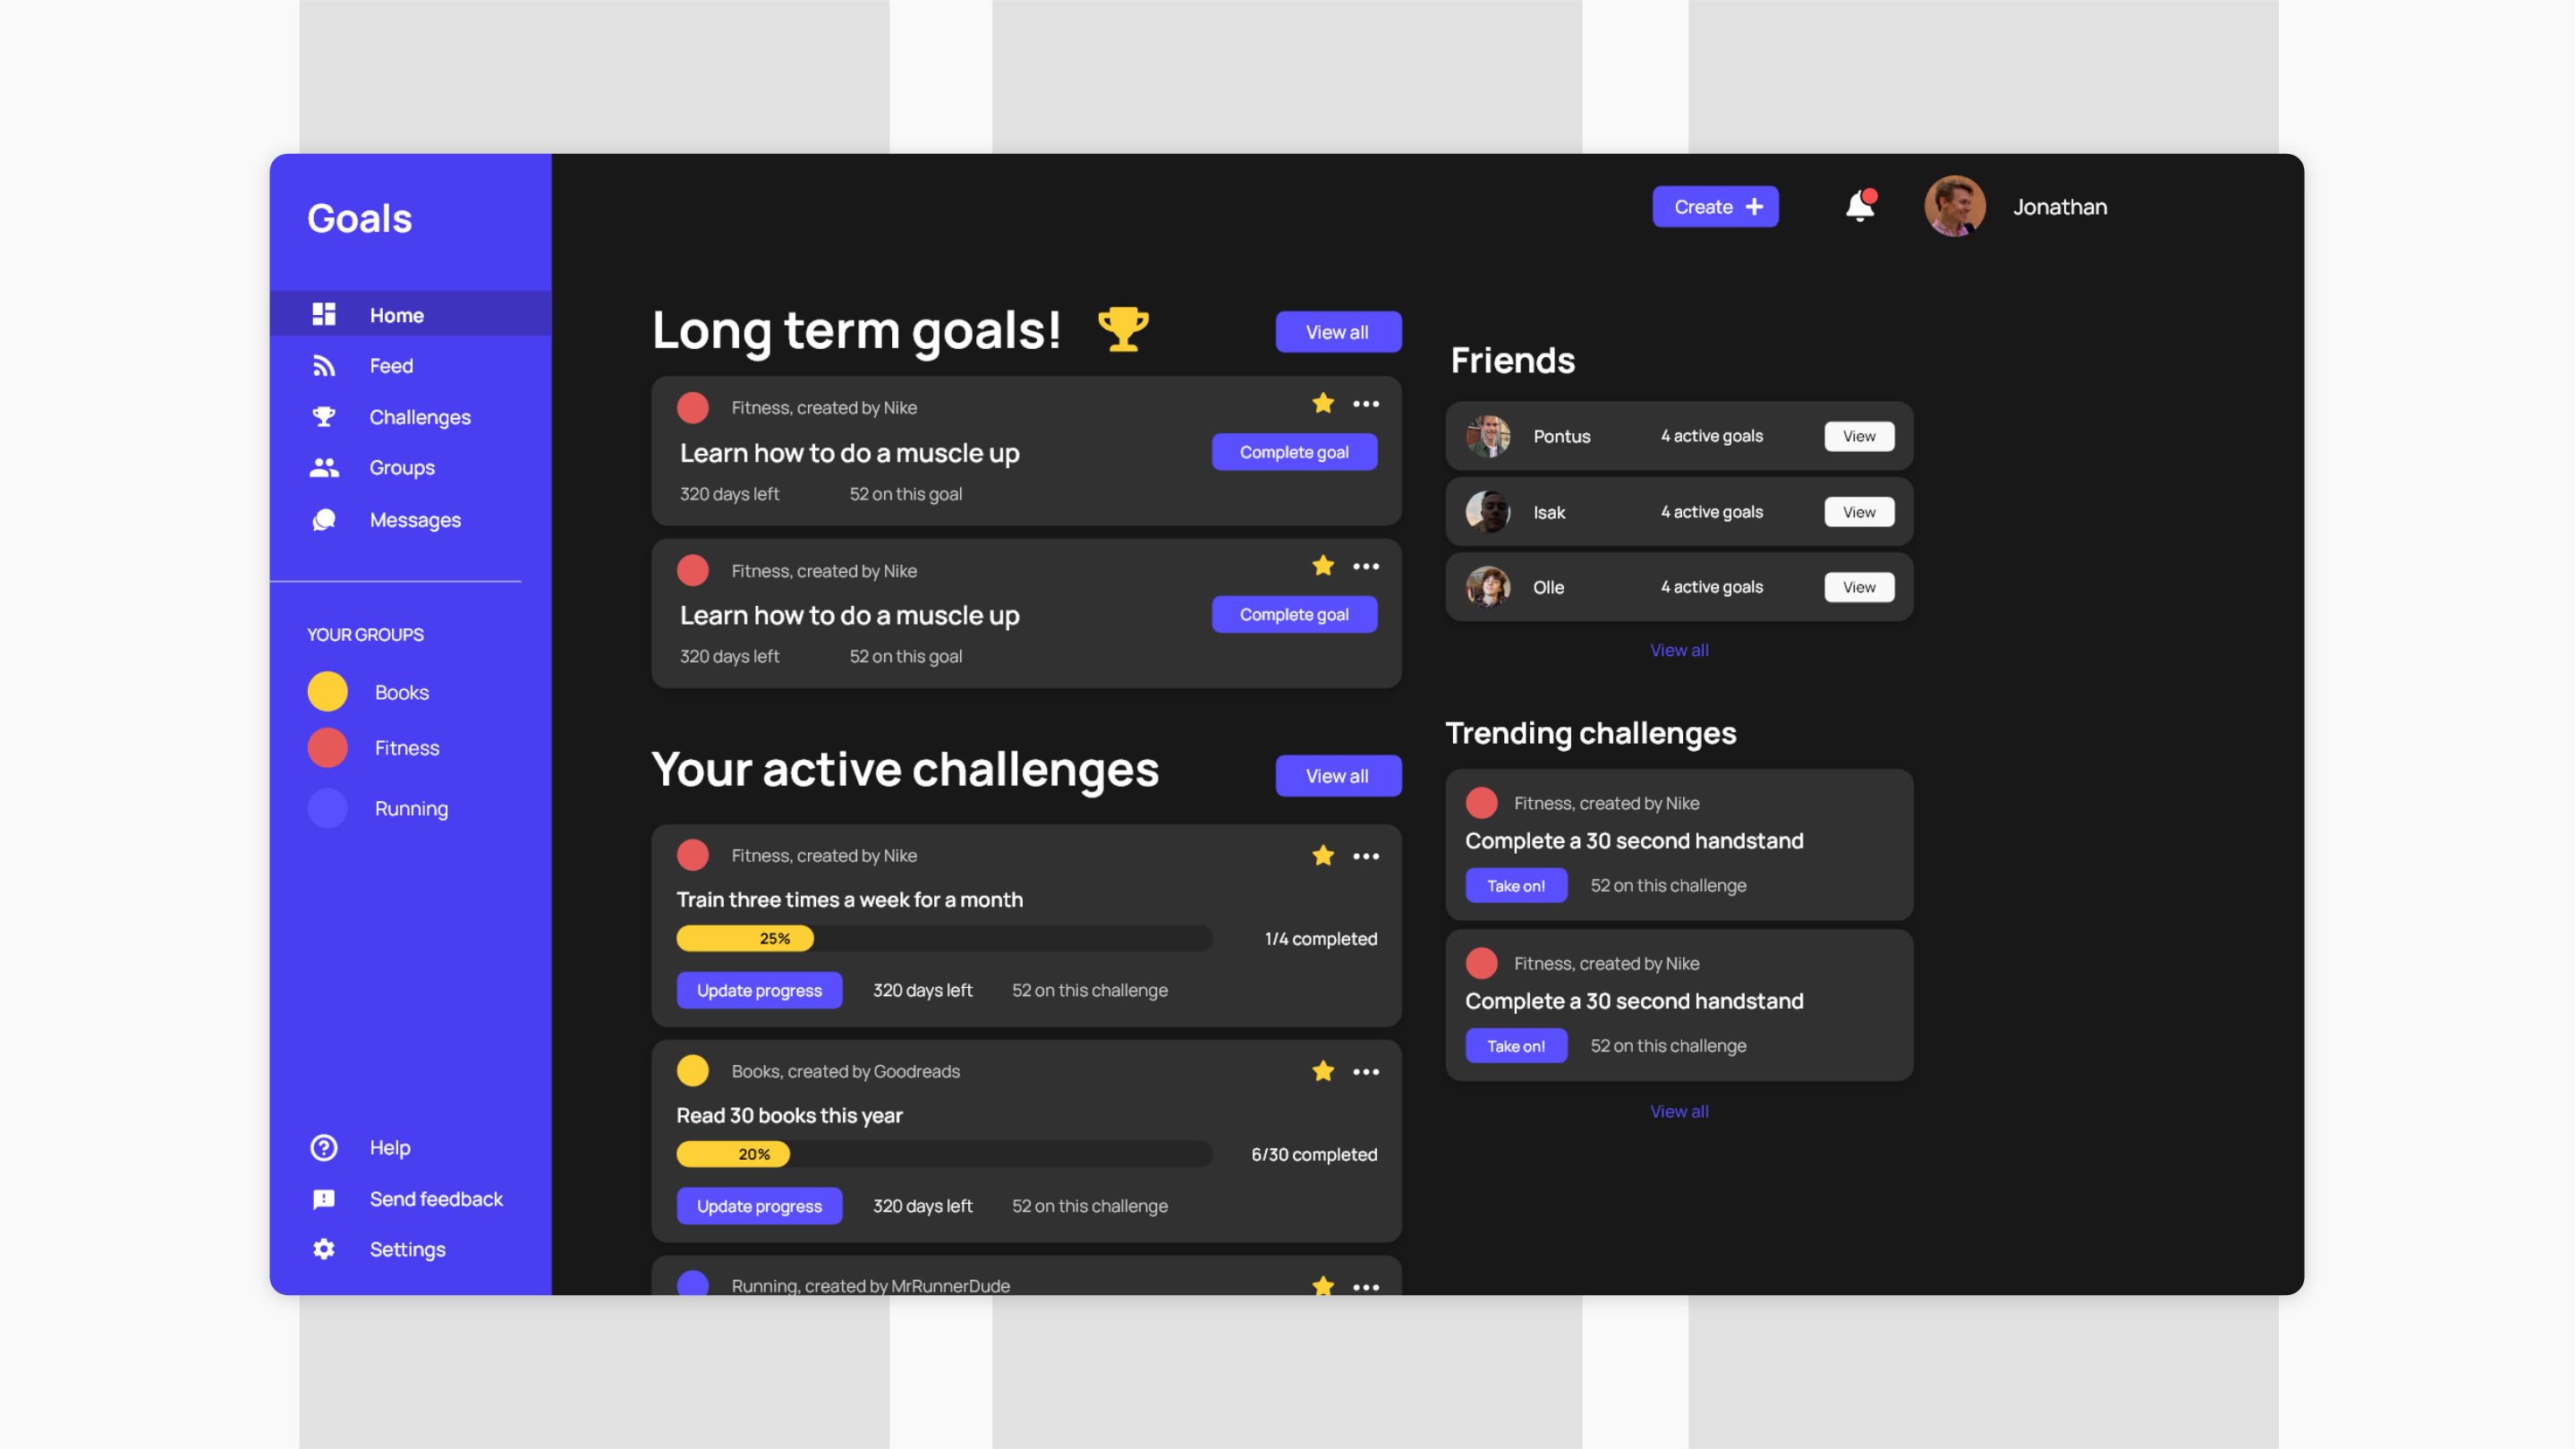 Goals
Home
Feed
Challenges
Groups
Messages
YOUR GROUPS
Books
Fitness
Running
Help
Send feedback
Settings
Create
Jonathan
Long term goals!
View all
Fitness, created by Nike
Learn how to do a muscle up
Complete goal
320 days left 52 on this goal
Fitness, created by Nike
Learn how to do a muscle up
Complete goal
320 days left 52 on this goal
Your active challenges
View all
Fitness, created by Nike
Train three times a week for a month
25% 1/4 completed
Update progress 320 days left 52 on this challenge
Books, created by Goodreads
Read 30 books this year
20% 6/30 completed
Update progress 320 days left 52 on this challenge
Running, created by MrRunnerDude
Friends
Pontus 4 active goals View
Isak 4 active goals View
Olle 4 active goals View
View all
Trending challenges
Fitness, created by Nike
Complete a 30 second handstand
Take on! 52 on this challenge
Fitness, created by Nike
Complete a 30 second handstand
Take on! 52 on this challenge
View all